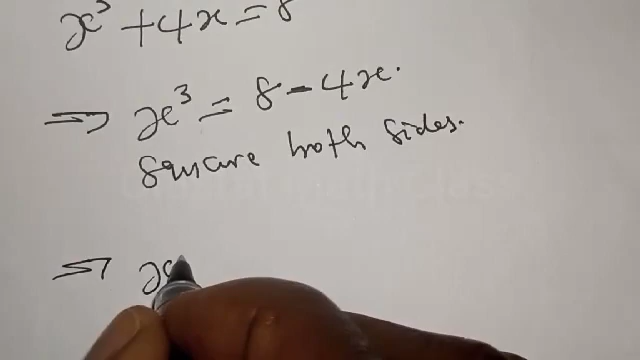 x³ + 4x = 8
⇒ x³ = 8 - 4x.
Square both sides.
⇒ x